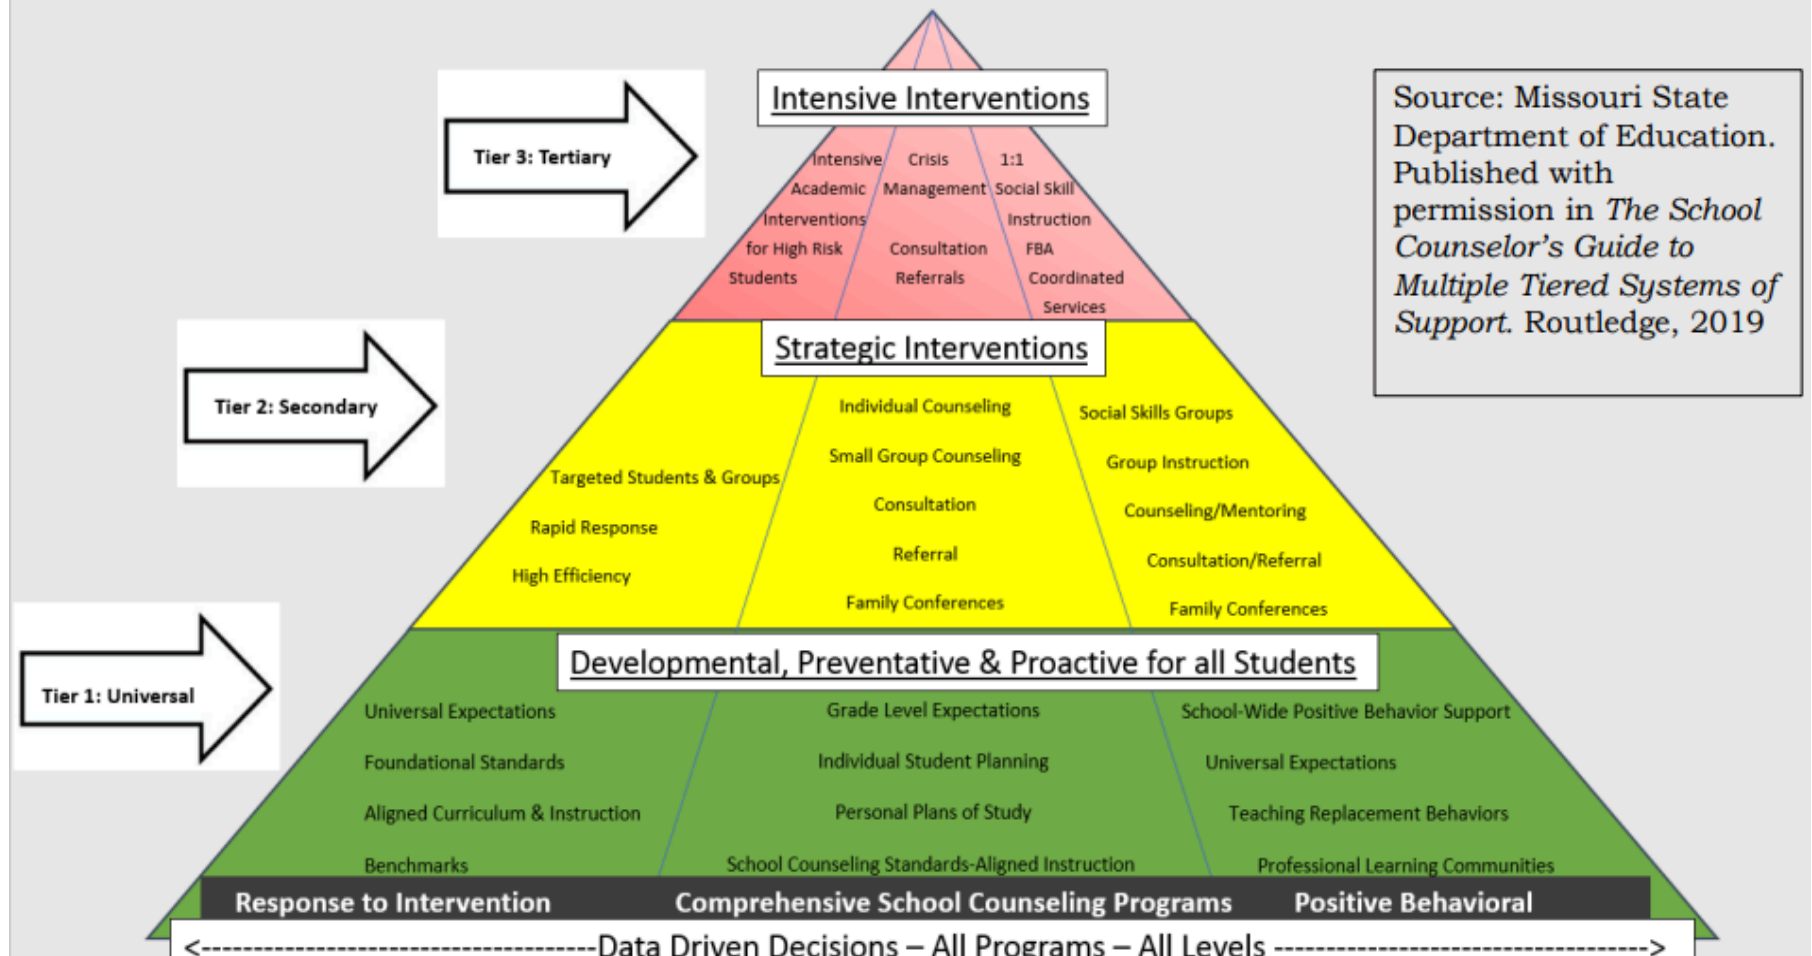 Intensive Interventions
Tier 3: Tertiary
Intensive
Academic
Interventions
for High Risk
Students
Crisis
Management
Consultation
Referrals
1:1
Social Skill
Instruction
FBA
Coordinated
Services
Source: Missouri State
Department of Education.
Published with
permission in The School
Counselor’s Guide to
Multiple Tiered Systems of
Support. Routledge, 2019
Strategic Interventions
Tier 2: Secondary
Targeted Students & Groups
Rapid Response
High Efficiency
Individual Counseling
Small Group Counseling
Consultation
Referral
Family Conferences
Social Skills Groups
Group Instruction
Counseling/Mentoring
Consultation/Referral
Family Conferences
Developmental, Preventative & Proactive for all Students
Tier 1: Universal
Universal Expectations
Foundational Standards
Aligned Curriculum & Instruction
Benchmarks
Grade Level Expectations
Individual Student Planning
Personal Plans of Study
School Counseling Standards-Aligned Instruction
School-Wide Positive Behavior Support
Universal Expectations
Teaching Replacement Behaviors
Professional Learning Communities
Response to Intervention
Comprehensive School Counseling Programs
Positive Behavioral
<-------------------------------------Data Driven Decisions – All Programs – All Levels ------------------------------------>